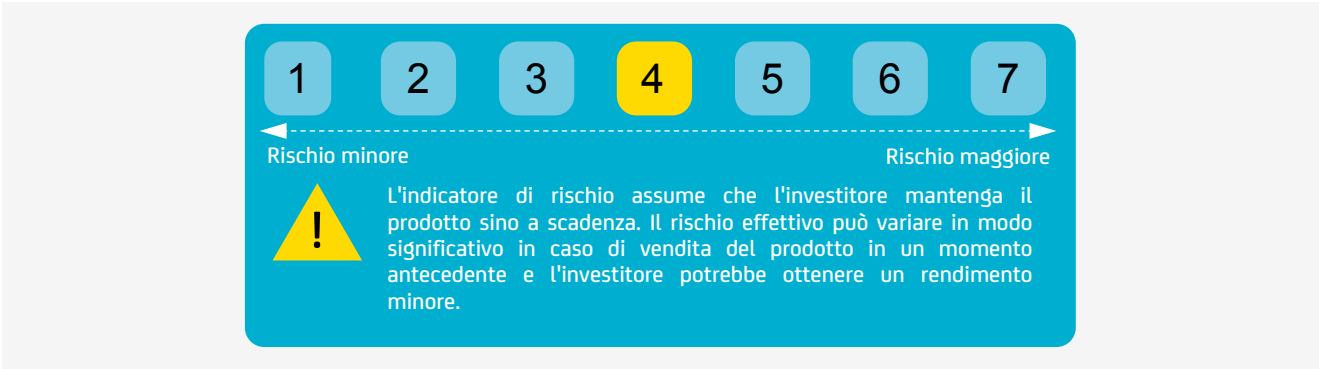 1 2 3 4 5 6 7
Rischio minore Rischio maggiore
L'indicatore di rischio assume che l'investitore mantenga il
prodotto sino a scadenza. Il rischio effettivo può variare in modo
significativo in caso di vendita del prodotto in un momento
antecedente e l'investitore potrebbe ottenere un rendimento
minore.
!